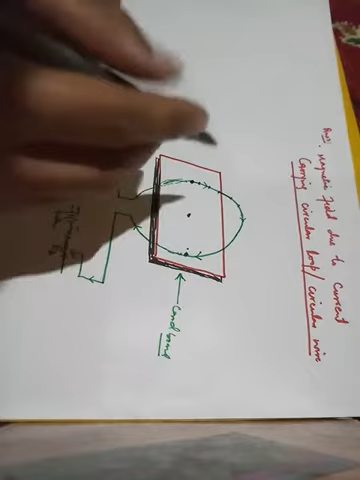 Magnetic field due to current
Carrying circular loop/circular wire
Cardboard